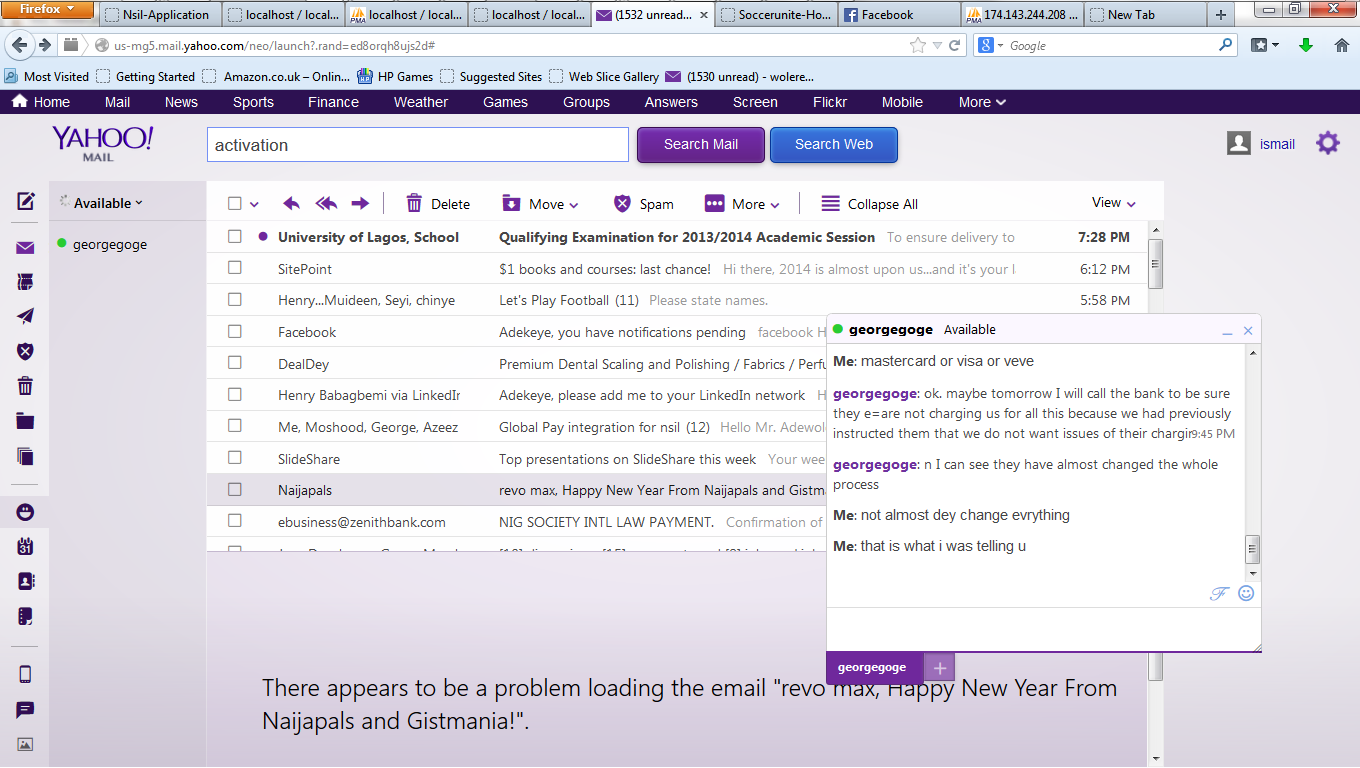 Firefox
Nsil-Application
localhost / local...
localhost / local...
localhost / local...
(1532 unread...
Soccerunite-Ho...
Facebook
174.143.244.208 ...
New Tab
us-mg5.mail.yahoo.com/neo/launch?.rand=ed8orqh8ujs2d#
Google
Most Visited
Getting Started
Amazon.co.uk – Onlin...
HP Games
Suggested Sites
Web Slice Gallery
(1530 unread) - wolere...
Home Mail News Sports Finance Weather Games Groups Answers Screen Flickr Mobile More
YAHOO!
MAIL
activation
Search Mail
Search Web
ismail
Available
georgegoge
Delete Move Spam More Collapse All View
University of Lagos, School Qualifying Examination for 2013/2014 Academic Session To ensure delivery to 7:28 PM
SitePoint $1 books and courses: last chance! Hi there, 2014 is almost upon us...and it's your 6:12 PM
Henry...Muideen, Seyi, chinye Let's Play Football (11) Please state names. 5:58 PM
Facebook Adekeye, you have notifications pending facebook H
DealDey Premium Dental Scaling and Polishing / Fabrics / Perfu
Henry Babagbemi via LinkedIn Adekeye, please add me to your LinkedIn network H
Me, Moshood, George, Azeez Global Pay integration for nsil (12) Hello Mr. Adewol
SlideShare Top presentations on SlideShare this week Your wee
Naijapals revo max, Happy New Year From Naijapals and Gistma
ebusiness@zenithbank.com NIG SOCIETY INTL LAW PAYMENT. Confirmation of
georgegoge Available
Me: mastercard or visa or veve
georgegoge: ok. maybe tomorrow I will call the bank to be sure
they e=are not charging us for all this because we had previously
instructed them that we do not want issues of their chargin 9:45 PM
georgegoge: n I can see they have almost changed the whole
process
Me: not almost dey change evrything
Me: that is what i was telling u
georgegoge
+
There appears to be a problem loading the email "revo max, Happy New Year From
Naijapals and Gistmania!".
31